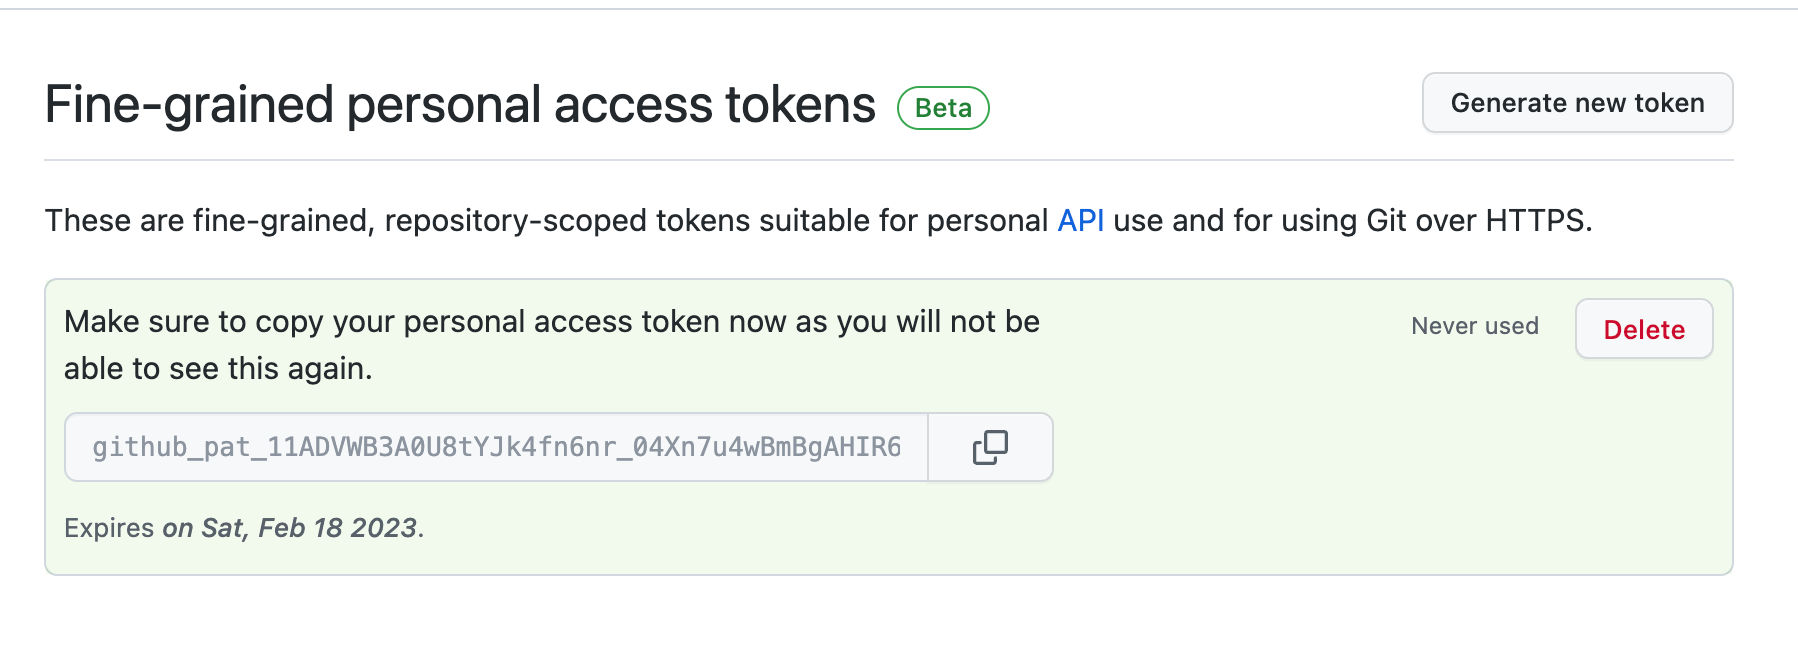 Fine-grained personal access tokens Beta Generate new token
These are fine-grained, repository-scoped tokens suitable for personal API use and for using Git over HTTPS.
Make sure to copy your personal access token now as you will not be
able to see this again.
Never used Delete
github_pat_11ADVWB3A0U8tYJk4fn6nr_04Xn7u4wBmBgAHIR6
Expires on Sat, Feb 18 2023.